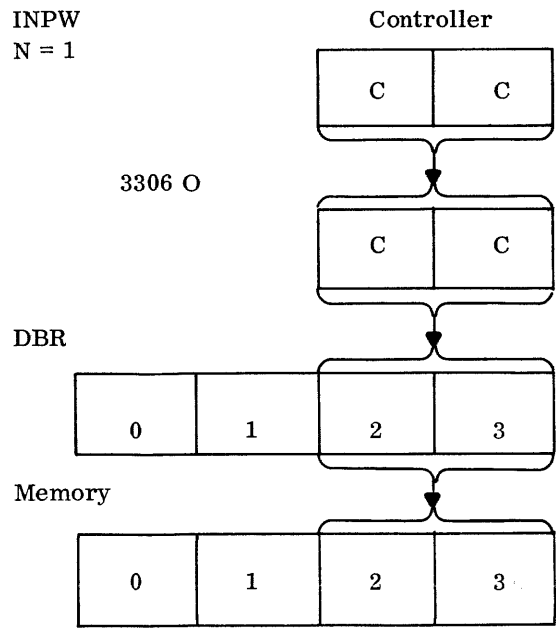 INPW Controller
N = 1
C C
3306 O
C C
DBR
0 1 2 3
Memory
0 1 2 3